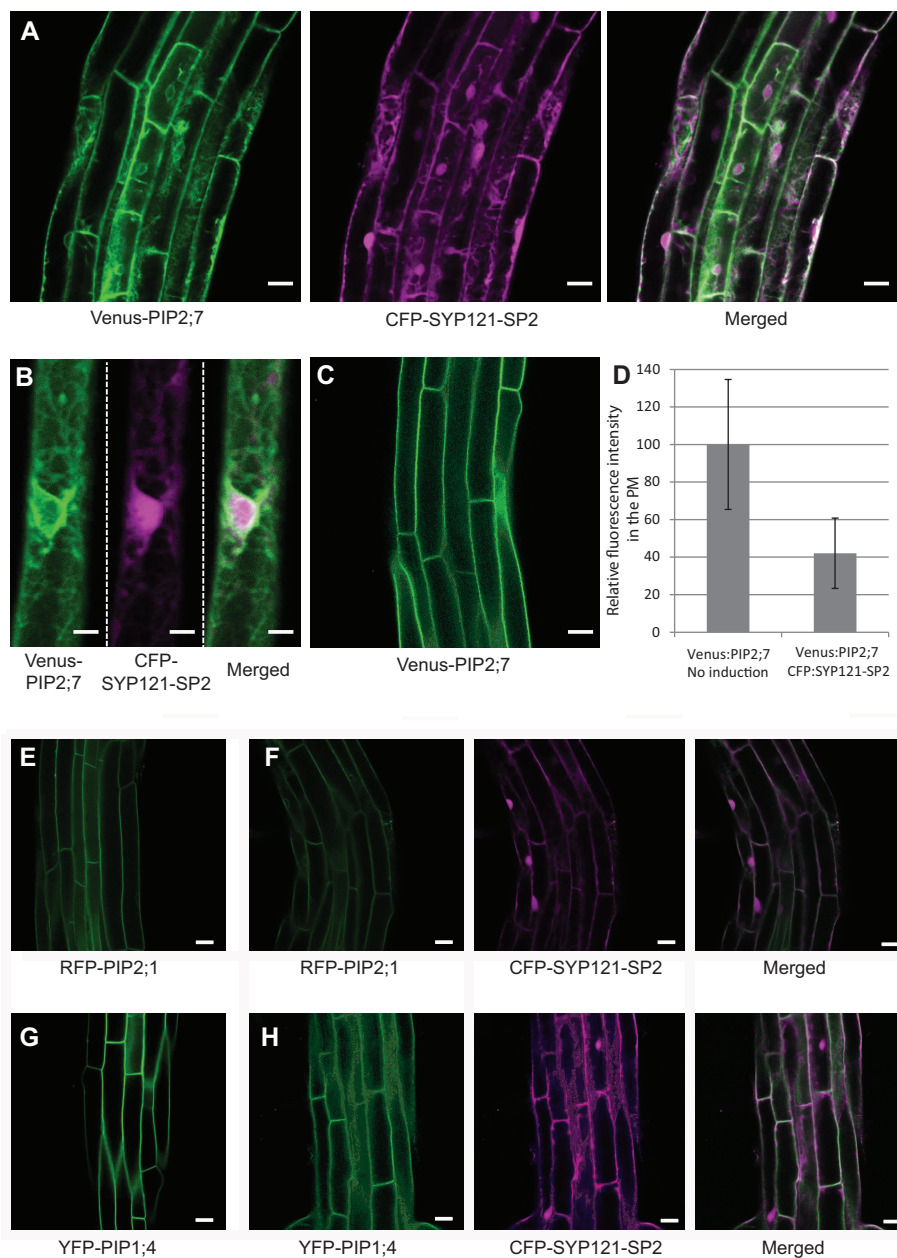 A
Venus-PIP2;7
CFP-SYP121-SP2
Merged
B
Venus-
PIP2;7
CFP-
SYP121-SP2
Merged
C
Venus-PIP2;7
D
Relative fluorescence intensity
in the PM
140
120
100
80
60
40
20
0
Venus:PIP2;7
No induction
Venus:PIP2;7
CFP:SYP121-SP2
E
RFP-PIP2;1
F
RFP-PIP2;1
CFP-SYP121-SP2
Merged
G
YFP-PIP1;4
H
YFP-PIP1;4
CFP-SYP121-SP2
Merged